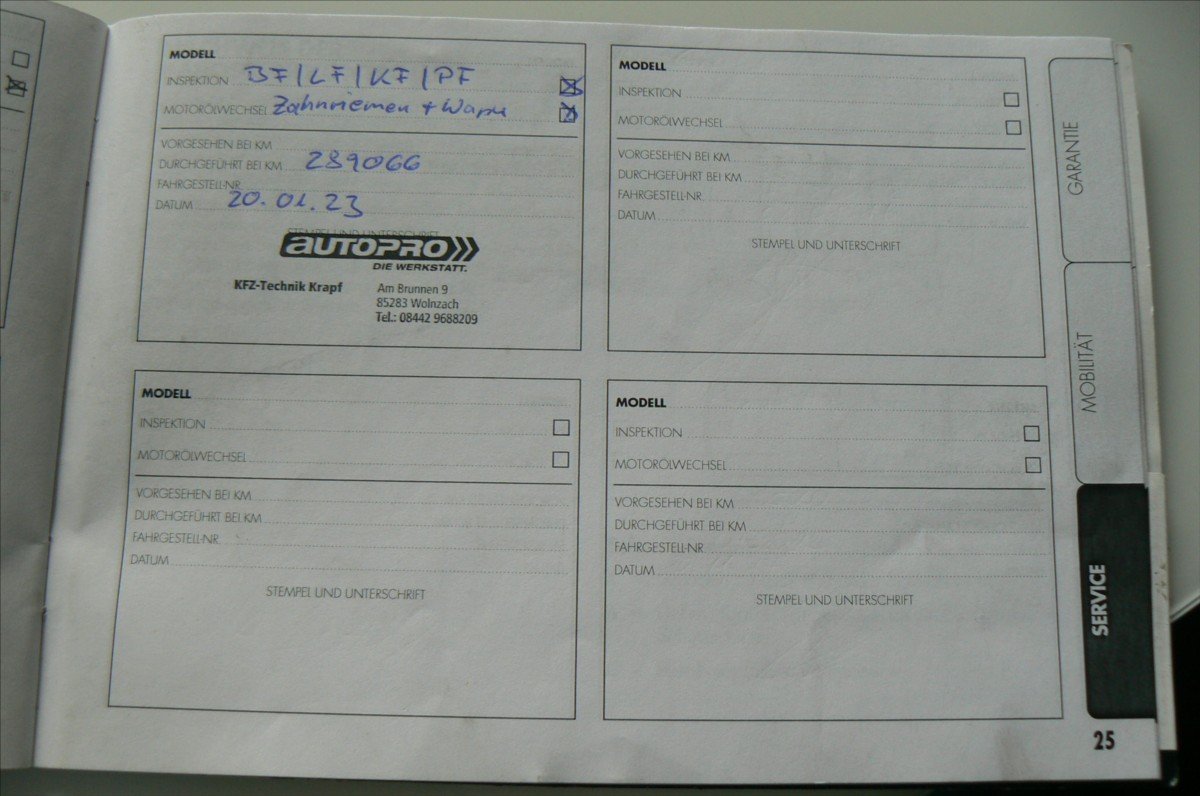 MODELL
INSPEKTION BF/LF/KF/PF
MOTORÖLWECHSEL Zahnriemen + Wapu
VORGESEHEN BEI KM
DURCHGEFÜHRT BEI KM 289066
FAHRGESTELL-NR.
DATUM 20.01.23
STEMPEL UND UNTERSCHRIFT
AUTOPRO
DIE WERKSTATT.
KFZ-Technik Krapf
Am Brunnen 9
85283 Wolnzach
Tel.: 08442 9688209
MODELL
INSPEKTION
MOTORÖLWECHSEL
VORGESEHEN BEI KM
DURCHGEFÜHRT BEI KM
FAHRGESTELL-NR.
DATUM
STEMPEL UND UNTERSCHRIFT
MODELL
INSPEKTION
MOTORÖLWECHSEL
VORGESEHEN BEI KM
DURCHGEFÜHRT BEI KM
FAHRGESTELL-NR.
DATUM
STEMPEL UND UNTERSCHRIFT
MODELL
INSPEKTION
MOTORÖLWECHSEL
VORGESEHEN BEI KM
DURCHGEFÜHRT BEI KM
FAHRGESTELL-NR.
DATUM
STEMPEL UND UNTERSCHRIFT
GARANTIE
MOBILITÄT
SERVICE
25